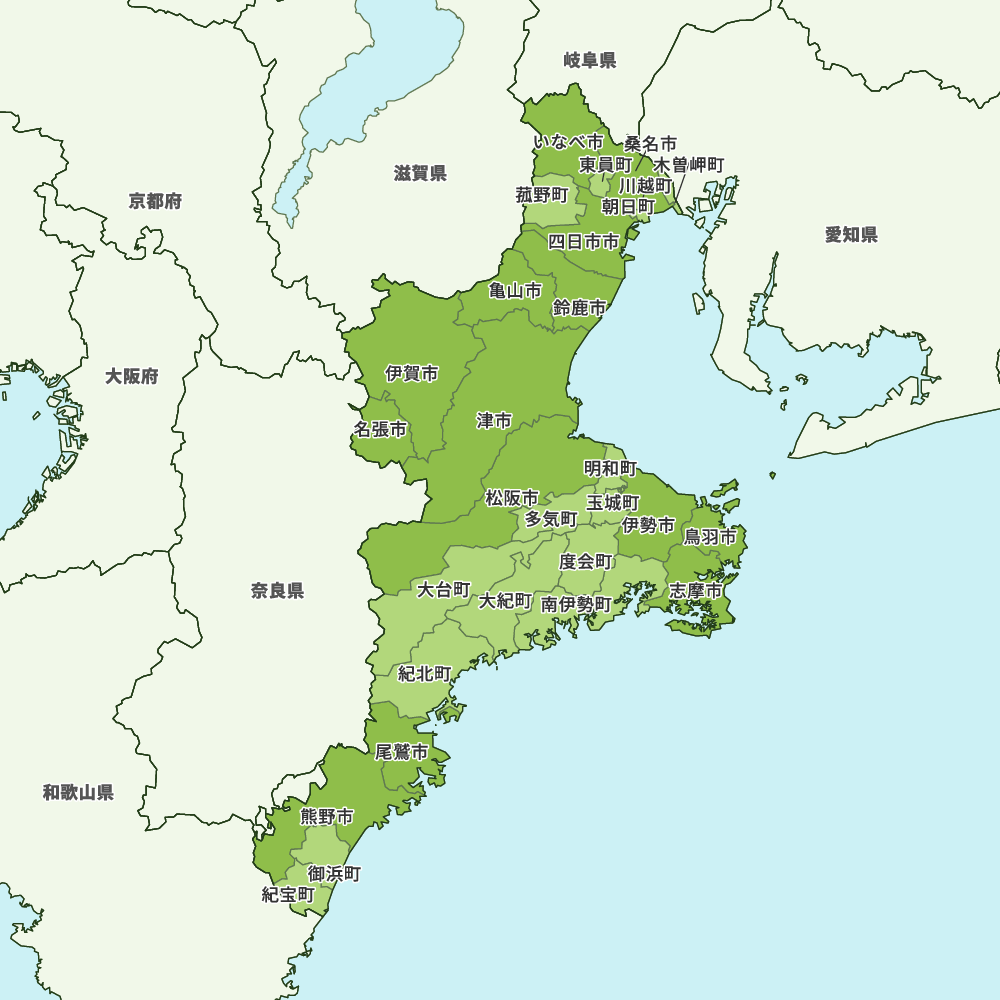 岐阜県
いなべ市
桑名市
東員町
木曽岬町
滋賀県
川越町
菰野町
京都府
朝日町
愛知県
四日市市
亀山市
鈴鹿市
伊賀市
大阪府
津市
名張市
明和町
松阪市
玉城町
多気町
伊勢市
鳥羽市
度会町
大台町
志摩市
奈良県
大紀町
南伊勢町
紀北町
尾鷲市
和歌山県
熊野市
御浜町
紀宝町